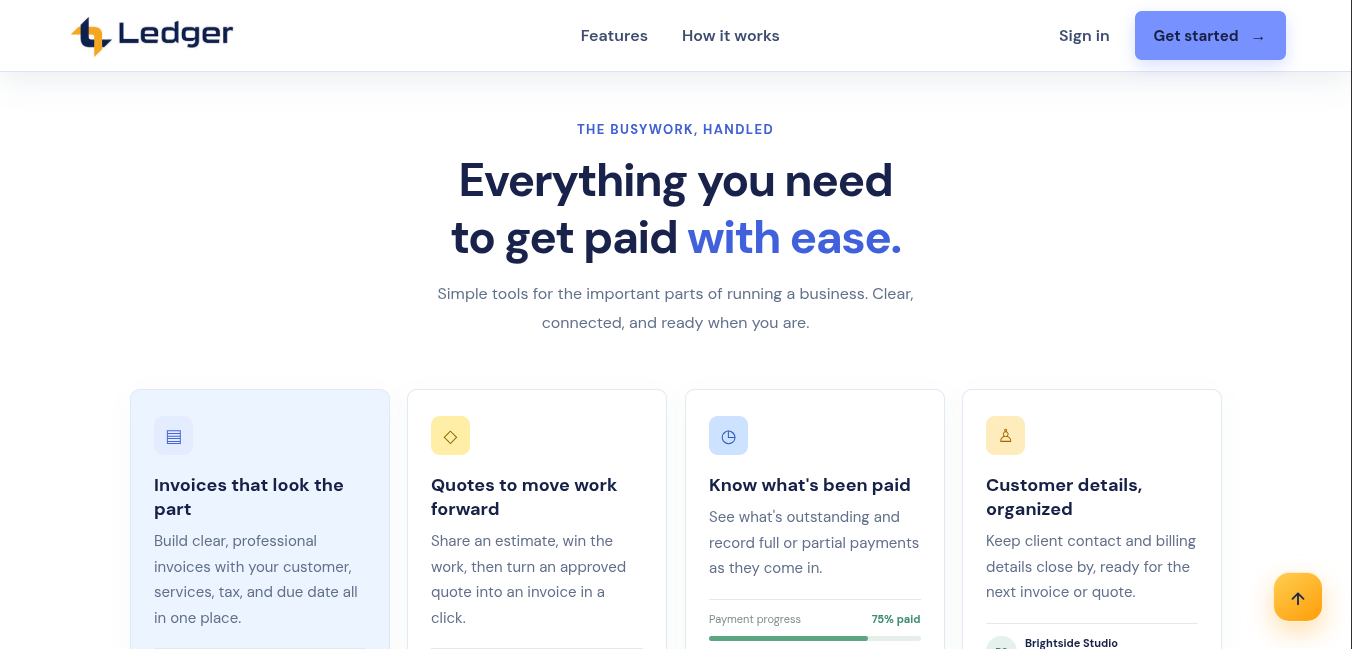 Ledger
Features
How it works
Sign in
Get started →
THE BUSYWORK, HANDLED
Everything you need
to get paid with ease.
Simple tools for the important parts of running a business. Clear,
connected, and ready when you are.
Invoices that look the
part
Build clear, professional
invoices with your customer,
services, tax, and due date all
in one place.
Quotes to move work
forward
Share an estimate, win the
work, then turn an approved
quote into an invoice in a
click.
Know what's been paid
See what's outstanding and
record full or partial payments
as they come in.
Payment progress
75% paid
Customer details,
organized
Keep client contact and billing
details close by, ready for the
next invoice or quote.
Brightside Studio